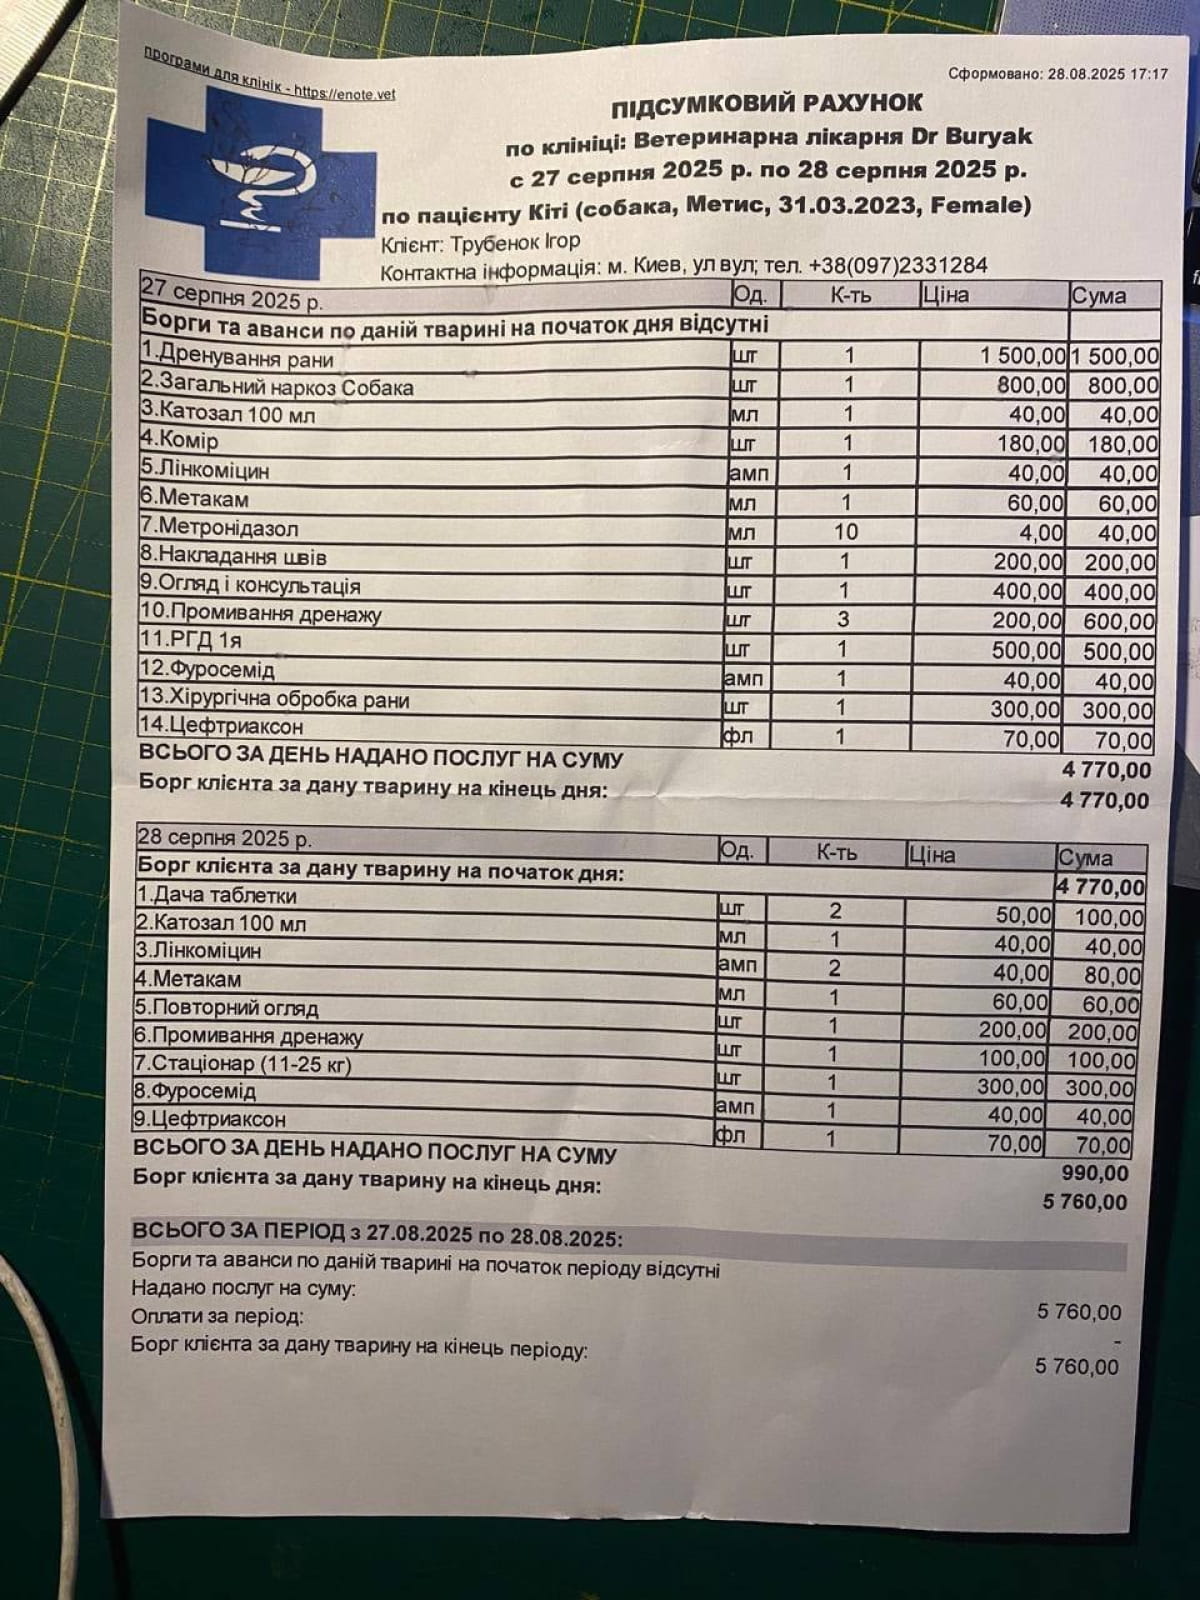 програми для клінік - https://enote.vet
Сформовано: 28.08.2025 17:17
ПІДСУМКОВИЙ РАХУНОК
по клініці: Ветеринарна лікарня Dr Buryak
с 27 серпня 2025 р. по 28 серпня 2025 р.
по пацієнту Кіті (собака, Метис, 31.03.2023, Female)
Клієнт: Трубенок Ігор
Контактна інформація: м. Киев, ул вул; тел. +38(097)2331284
27 серпня 2025 р. Од. К-ть Ціна Сума
Борги та аванси по даній тварині на початок дня відсутні
1.Дренування рани шт 1 1 500,00 1 500,00
2.Загальний наркоз Собака шт 1 800,00 800,00
3.Катозал 100 мл мл 1 40,00 40,00
4.Комір шт 1 180,00 180,00
5.Лінкоміцин амп 1 40,00 40,00
6.Метакам мл 1 60,00 60,00
7.Метронідазол мл 10 4,00 40,00
8.Накладання швів шт 1 200,00 200,00
9.Огляд і консультація шт 1 400,00 400,00
10.Промивання дренажу шт 3 200,00 600,00
11.РГД 1я шт 1 500,00 500,00
12.Фуросемід амп 1 40,00 40,00
13.Хірургічна обробка рани шт 1 300,00 300,00
14.Цефтриаксон фл 1 70,00 70,00
ВСЬОГО ЗА ДЕНЬ НАДАНО ПОСЛУГ НА СУМУ 4 770,00
Борг клієнта за дану тварину на кінець дня: 4 770,00
28 серпня 2025 р. Од. К-ть Ціна Сума
Борг клієнта за дану тварину на початок дня: 4 770,00
1.Дача таблетки шт 2 50,00 100,00
2.Катозал 100 мл мл 1 40,00 40,00
3.Лінкоміцин амп 2 40,00 80,00
4.Метакам мл 1 60,00 60,00
5.Повторний огляд шт 1 200,00 200,00
6.Промивання дренажу шт 1 100,00 100,00
7.Стаціонар (11-25 кг) шт 1 300,00 300,00
8.Фуросемід амп 1 40,00 40,00
9.Цефтриаксон фл 1 70,00 70,00
ВСЬОГО ЗА ДЕНЬ НАДАНО ПОСЛУГ НА СУМУ 990,00
Борг клієнта за дану тварину на кінець дня: 5 760,00
ВСЬОГО ЗА ПЕРІОД з 27.08.2025 по 28.08.2025:
Борги та аванси по даній тварині на початок періоду відсутні
Надано послуг на суму: 5 760,00
Оплати за період: -
Борг клієнта за дану тварину на кінець періоду: 5 760,00